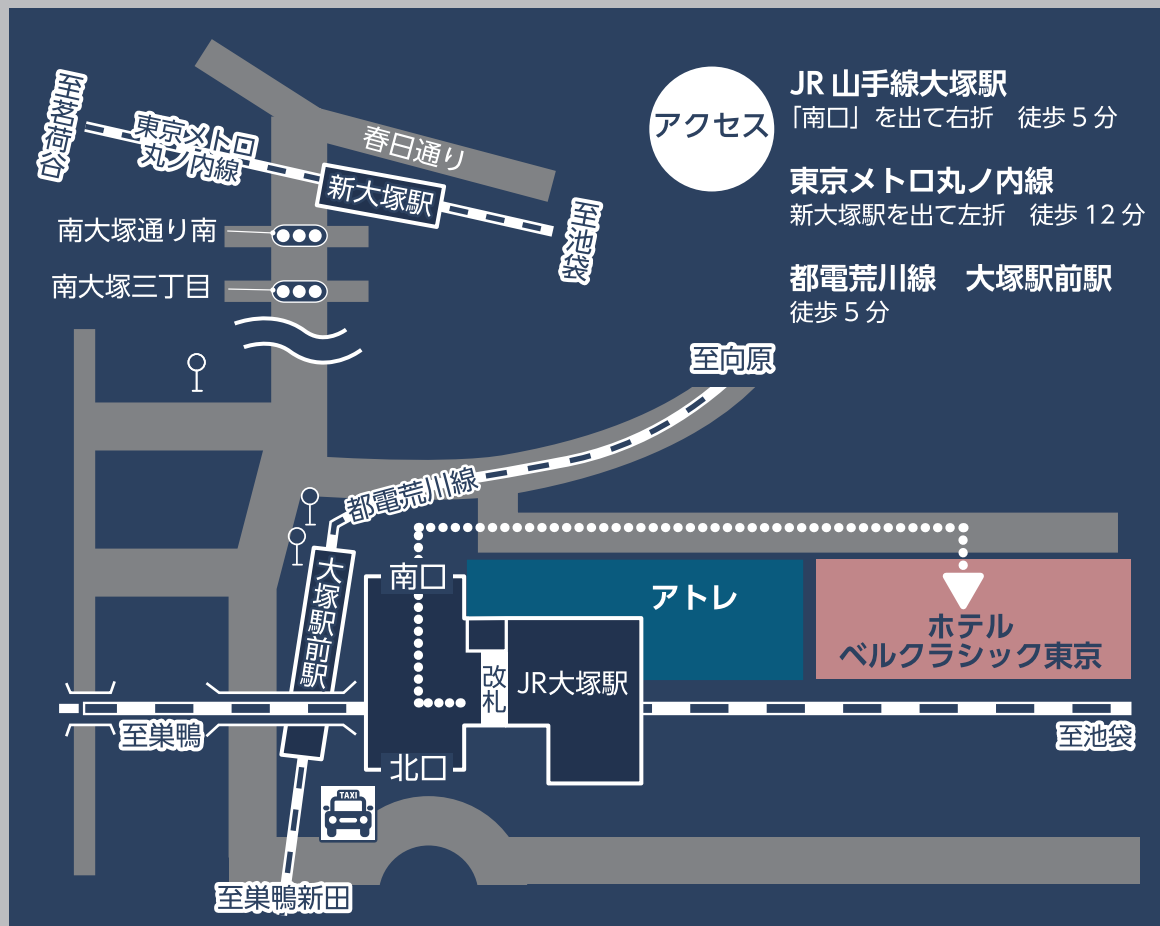 アクセス
JR 山手線大塚駅
「南口」を出て右折　徒歩 5 分
東京メトロ丸ノ内線
新大塚駅を出て左折　徒歩 12 分
都電荒川線　大塚駅前駅
徒歩 5 分
至茗荷谷
東京メトロ
丸ノ内線
春日通り
新大塚駅
至池袋
南大塚通り南
南大塚三丁目
至向原
都電荒川線
大塚駅前駅
南口
アトレ
ホテル
ベルクラシック東京
改札
JR大塚駅
至巣鴨
至池袋
北口
TAXI
至巣鴨新田